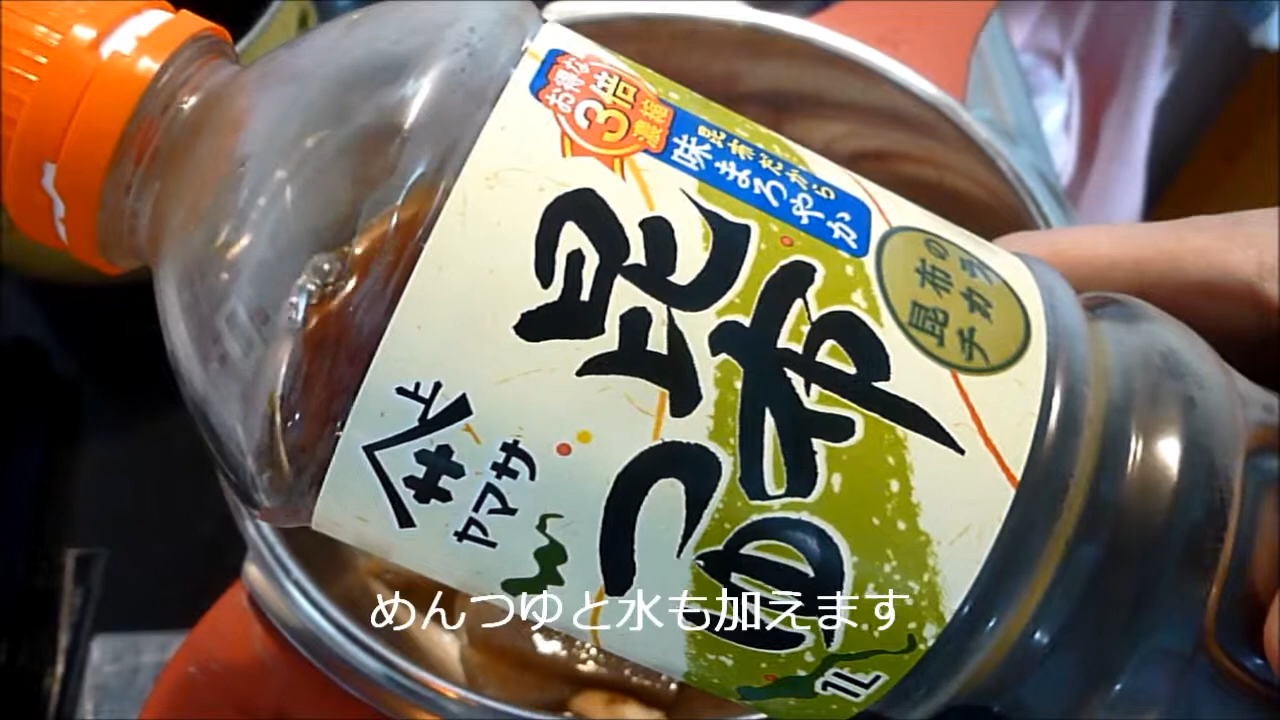 お得な
3倍
濃縮
昆布だから
味まろやか
昆布の
チカラ
昆布
つゆ
ヤマサ
1L
めんつゆと水も加えます